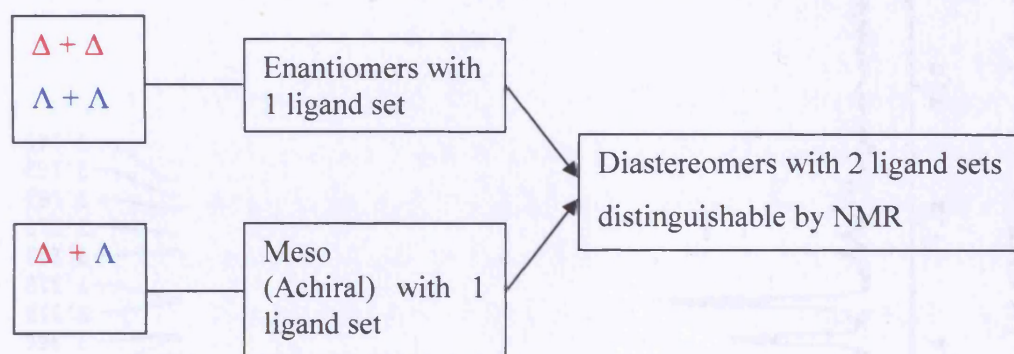 Δ + Δ
Λ + Λ
Enantiomers with
1 ligand set
Diastereomers with 2 ligand sets
distinguishable by NMR
Δ + Λ
Meso
(Achiral) with 1
ligand set